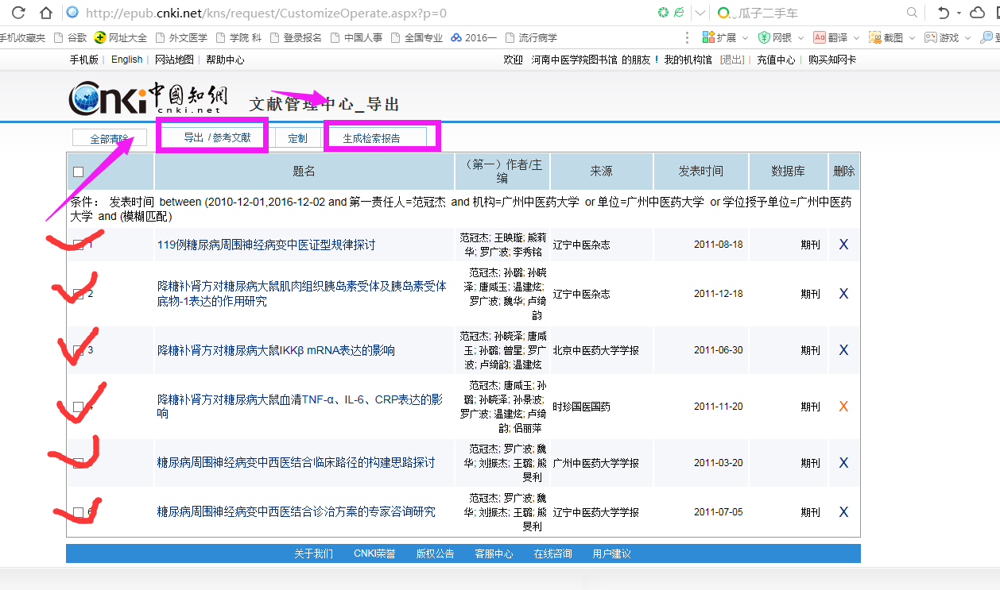 http://epub.cnki.net/kns/request/CustomizeOperate.aspx?p=0
瓜子二手车
手机收藏夹 谷歌 网址大全 外文医学 学院 科 登录报名 中国人事 全国专业 2016一 流行病学 扩展 网银 Aa 翻译 截图 游戏
手机版 | English | 网站地图 | 帮助中心
欢迎 河南中医学院图书馆 的朋友！ 我的机构馆 [退出] | 充值中心 | 购买知网卡
Cnki 中國知網
cnki.net
文献管理中心_导出
全部清除 导出 /参考文献 定制 生成检索报告
题名 （第一）作者/主编 来源 发表时间 数据库 删除
条件： 发表时间 between (2010-12-01,2016-12-02 and 第一责任人=范冠杰 and 机构=广州中医药大学 or 单位=广州中医药大学 or 学位授予单位=广州中医药
大学 and (模糊匹配)
1 119例糖尿病周围神经病变中医证型规律探讨 范冠杰; 王映璇; 熊莉华; 罗广波; 李秀铭 辽宁中医杂志 2011-08-18 期刊 X
2 降糖补肾方对糖尿病大鼠肌肉组织胰岛素受体及胰岛素受体底物-1表达的作用研究 范冠杰; 孙璐; 孙晓泽; 唐咸玉; 温建炫; 罗广波; 魏华; 卢绮韵 辽宁中医杂志 2011-12-18 期刊 X
3 降糖补肾方对糖尿病大鼠IKKβ mRNA表达的影响 范冠杰; 孙晓泽; 唐咸玉; 孙璐; 曾星; 罗广波; 卢绮韵; 温建炫 北京中医药大学学报 2011-06-30 期刊 X
4 降糖补肾方对糖尿病大鼠血清TNF-α、IL-6、CRP表达的影响 范冠杰; 唐咸玉; 孙璐; 孙晓泽; 孙景波; 罗广波; 温建炫; 卢绮韵; 侣丽萍 时珍国医国药 2011-11-20 期刊 X
糖尿病周围神经病变中西医结合临床路径的构建思路探讨 范冠杰; 罗广波; 魏华; 刘振杰; 王璐; 熊旻利 广州中医药大学学报 2011-03-20 期刊 X
6 糖尿病周围神经病变中西医结合诊治方案的专家咨询研究 范冠杰; 罗广波; 魏华; 刘振杰; 王璐; 熊旻利 辽宁中医药大学学报 2011-07-05 期刊 X
关于我们 CNKI荣誉 版权公告 客服中心 在线咨询 用户建议